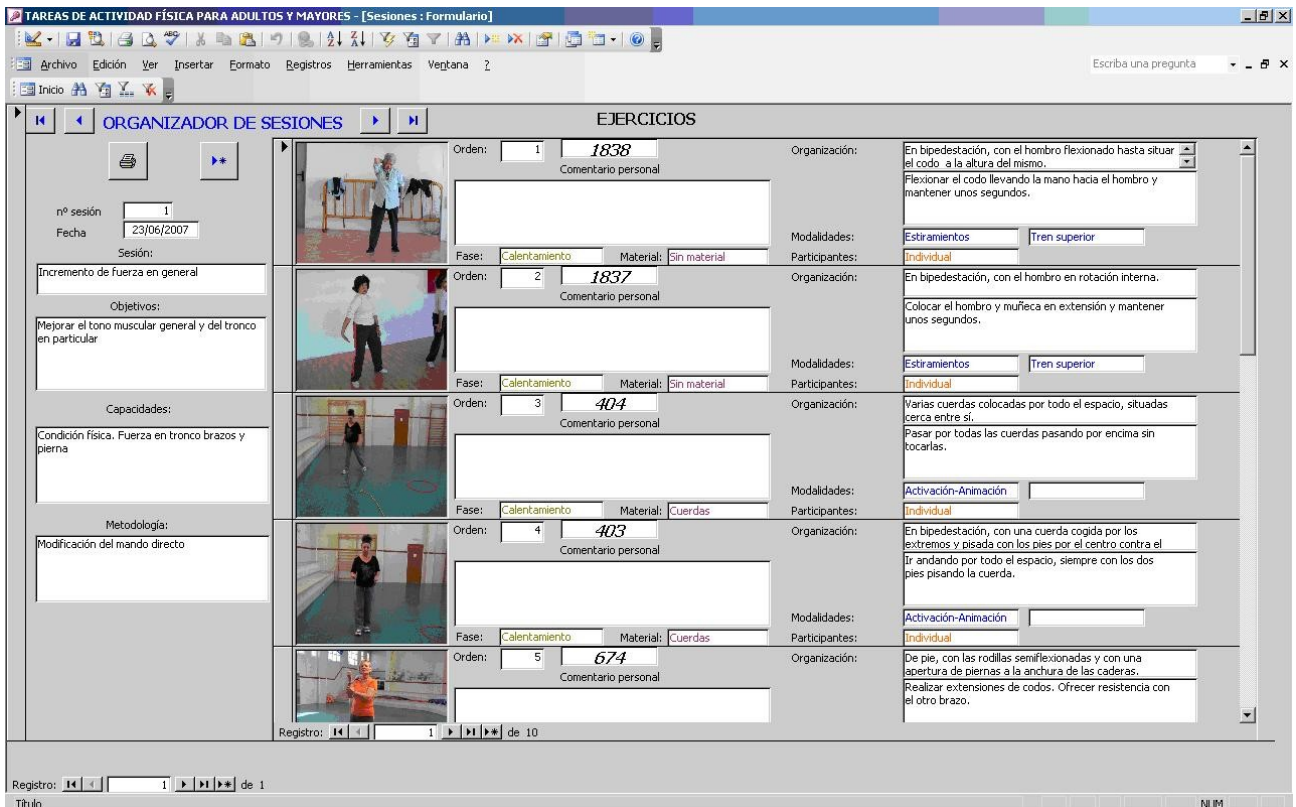 TAREAS DE ACTIVIDAD FÍSICA PARA ADULTOS Y MAYORES - [Sesiones : Formulario]
Archivo Edición Ver Insertar Formato Registros Herramientas Ventana ?
Escriba una pregunta
Inicio
ORGANIZADOR DE SESIONES
nº sesión 1
Fecha 23/06/2007
Sesión:
Incremento de fuerza en general
Objetivos:
Mejorar el tono muscular general y del tronco
en particular
Capacidades:
Condición física. Fuerza en tronco brazos y
pierna
Metodología:
Modificación del mando directo
EJERCICIOS
Orden: 1 1838
Comentario personal
Fase: Calentamiento Material: Sin material
Organización: En bipedestación, con el hombro flexionado hasta situar
el codo a la altura del mismo.
Flexionar el codo llevando la mano hacia el hombro y
mantener unos segundos.
Modalidades: Estiramientos Tren superior
Participantes: Individual
Orden: 2 1837
Comentario personal
Fase: Calentamiento Material: Sin material
Organización: En bipedestación, con el hombro en rotación interna.
Colocar el hombro y muñeca en extensión y mantener
unos segundos.
Modalidades: Estiramientos Tren superior
Participantes: Individual
Orden: 3 404
Comentario personal
Fase: Calentamiento Material: Cuerdas
Organización: Varias cuerdas colocadas por todo el espacio, situadas
cerca entre sí.
Pasar por todas las cuerdas pasando por encima sin
tocarlas.
Modalidades: Activación-Animación
Participantes: Individual
Orden: 4 403
Comentario personal
Fase: Calentamiento Material: Cuerdas
Organización: En bipedestación, con una cuerda cogida por los
extremos y pisada con los pies por el centro contra el
Ir andando por todo el espacio, siempre con los dos
pies pisando la cuerda.
Modalidades: Activación-Animación
Participantes: Individual
Orden: 5 674
Comentario personal
Organización: De pie, con las rodillas semiflexionadas y con una
apertura de piernas a la anchura de las caderas.
Realizar extensiones de codos. Ofrecer resistencia con
el otro brazo.
Registro: 1 de 10
Registro: 1 de 1
Título NUM